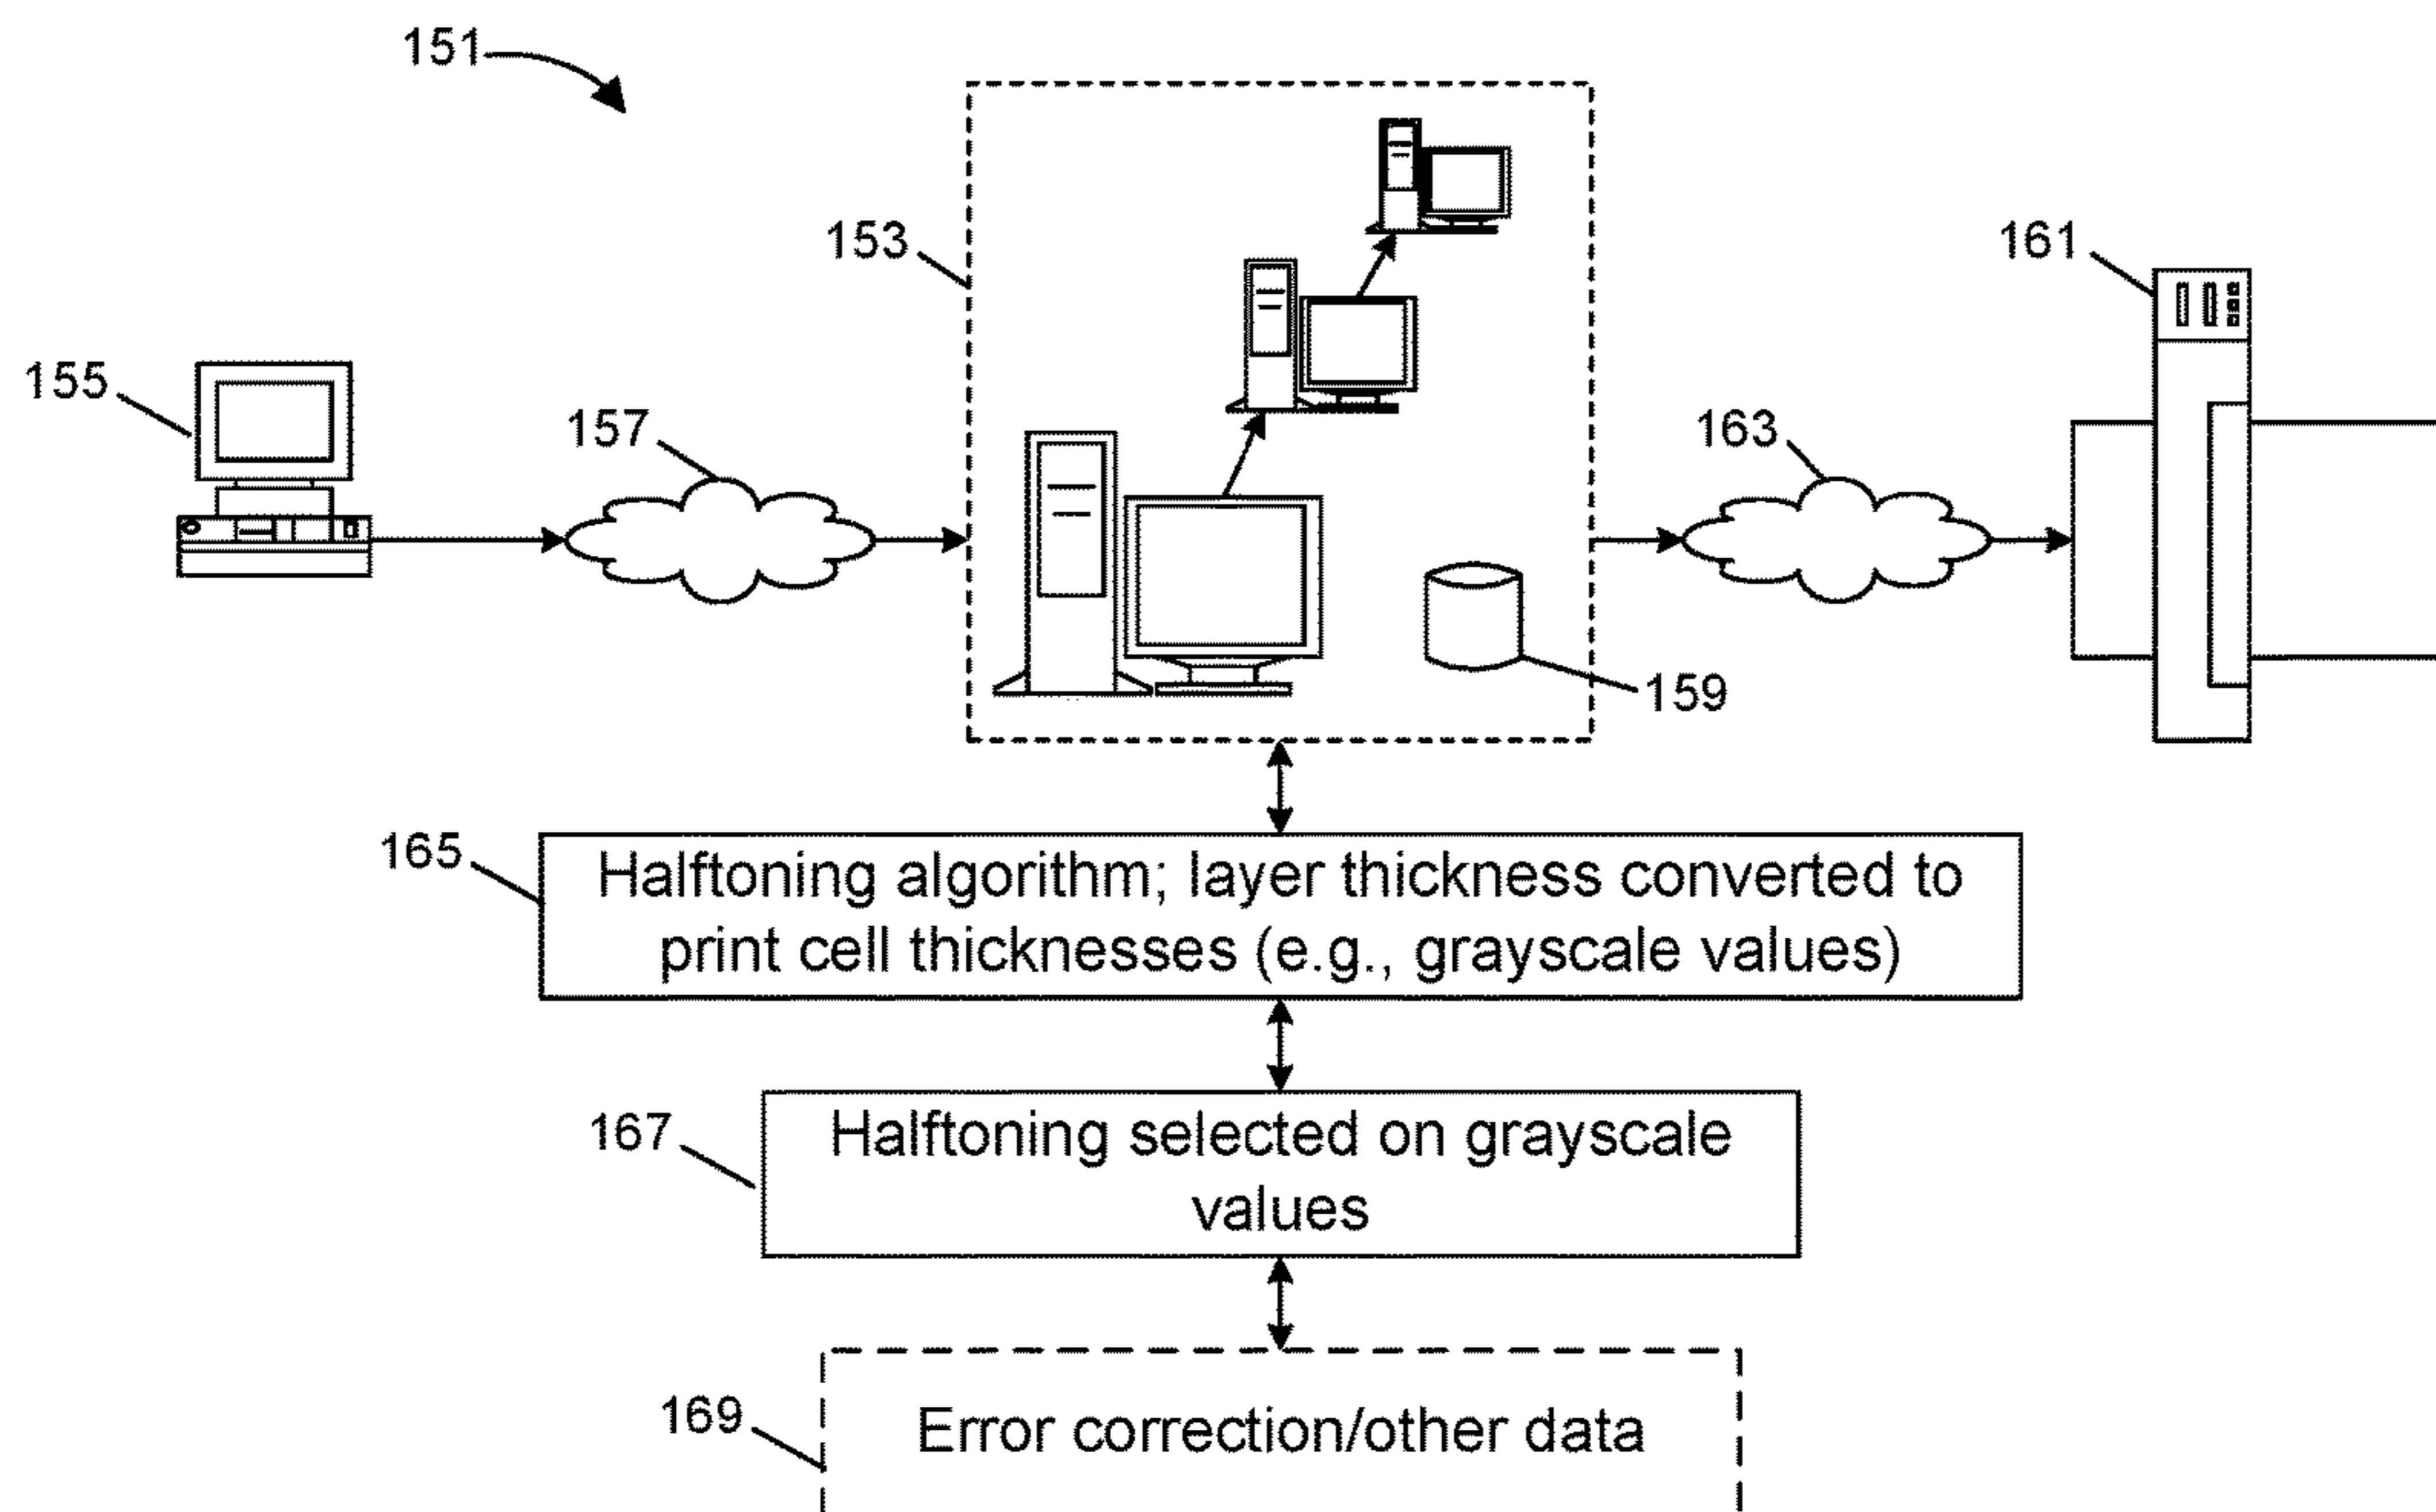 151
153
161
155
157
163
159
165
Halftoning algorithm; layer thickness converted to
print cell thicknesses (e.g., grayscale values)
167
Halftoning selected on grayscale
values
169
Error correction/other data